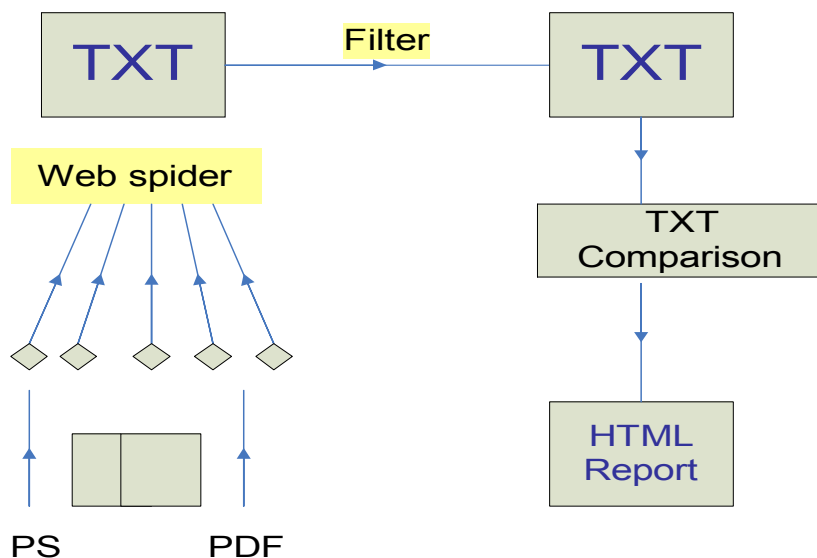 TXT
Filter
TXT
Web spider
TXT
Comparison
HTML
Report
PS
PDF